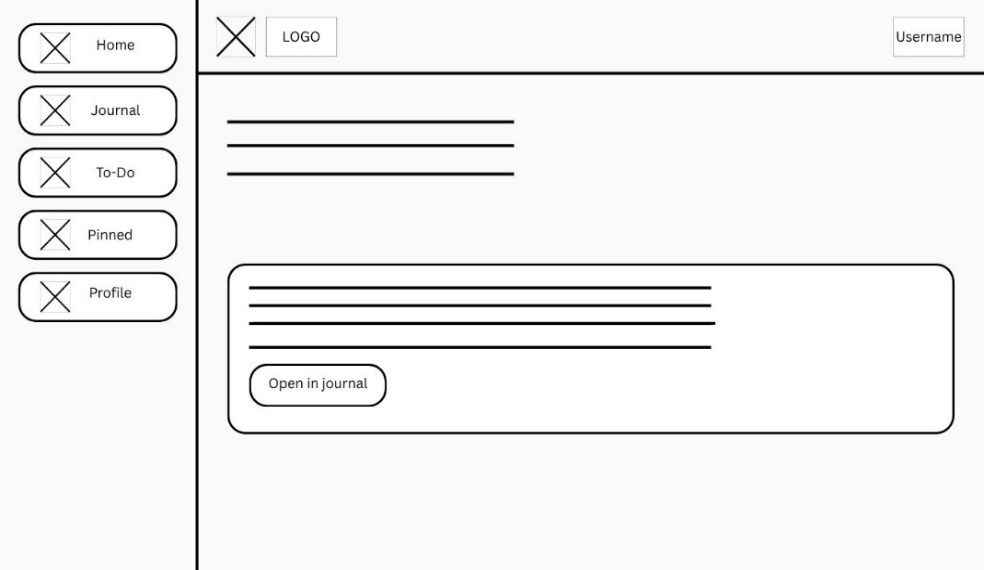 Home
Journal
To-Do
Pinned
Profile
LOGO
Username
Open in journal